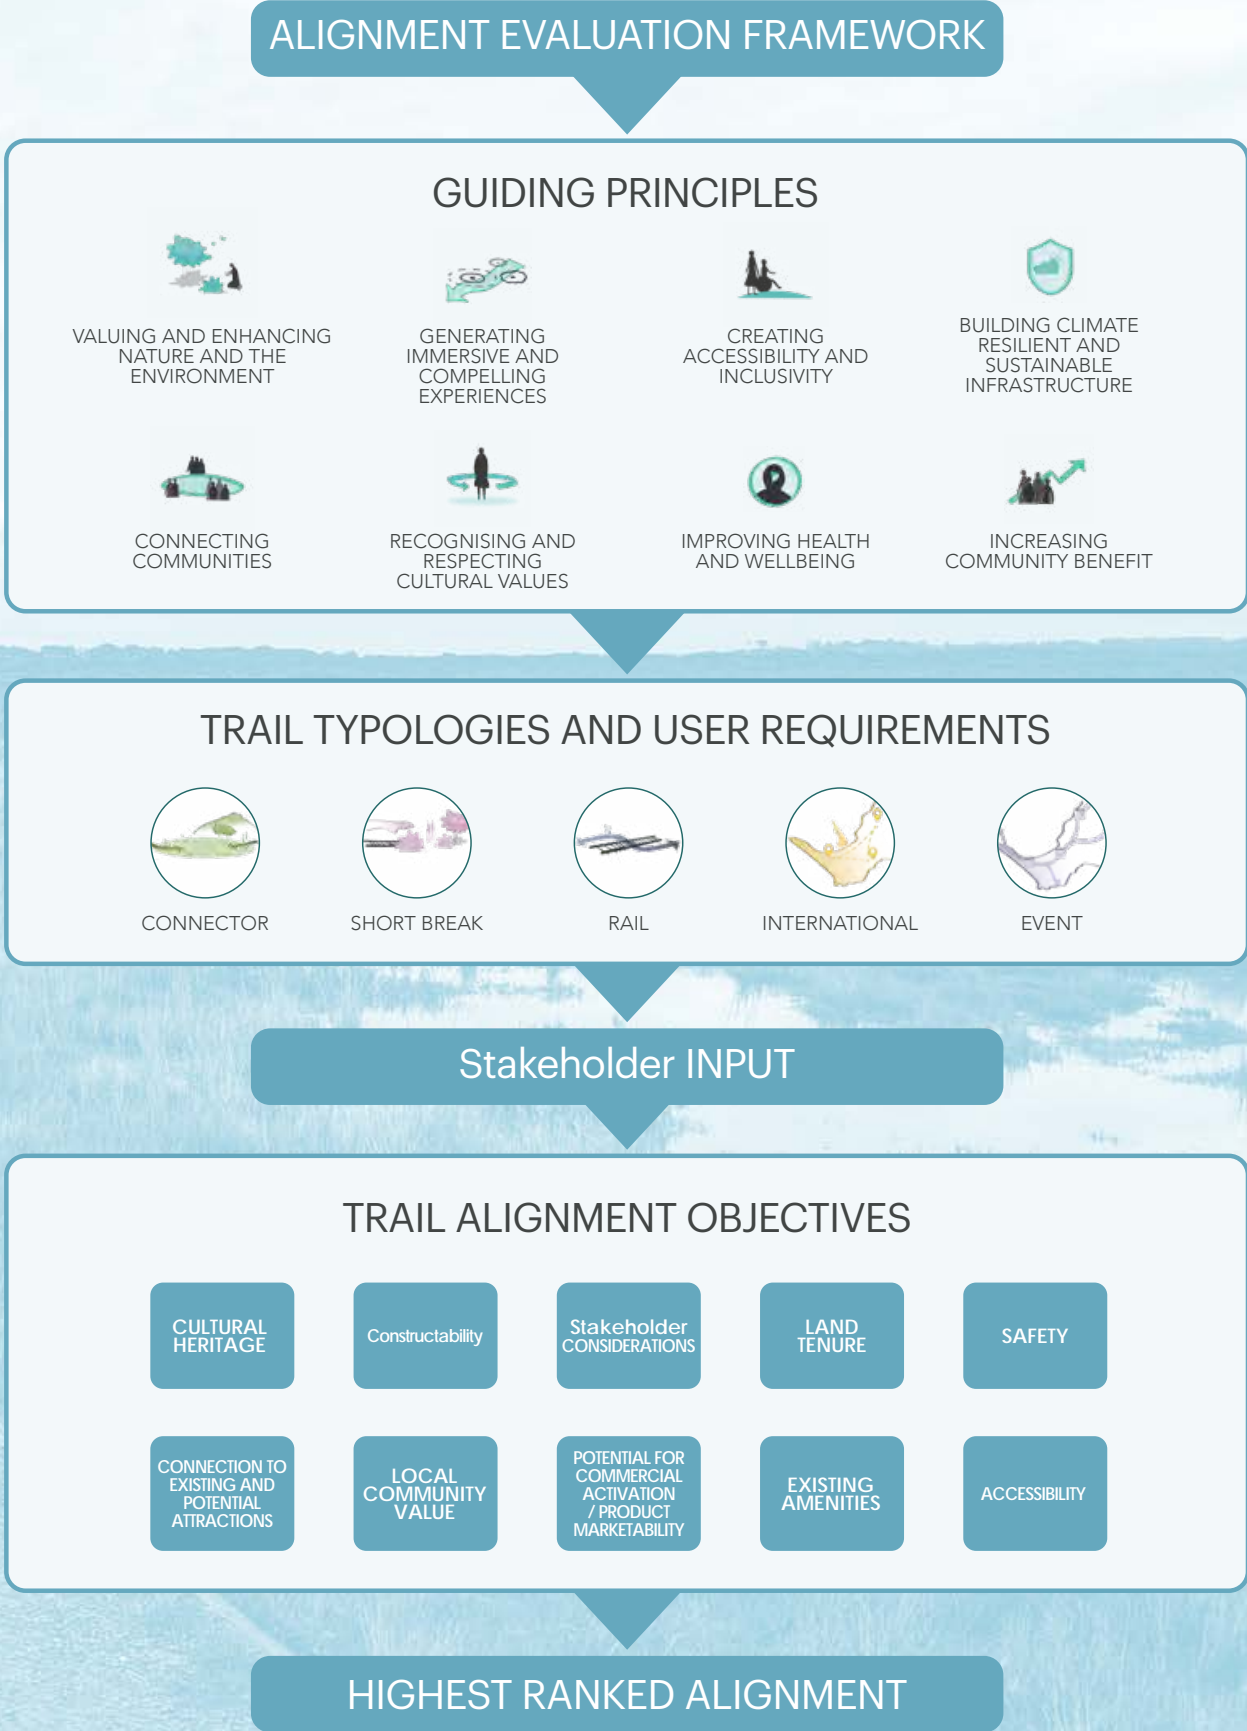 ALIGNMENT EVALUATION FRAMEWORK
GUIDING PRINCIPLES
VALUING AND ENHANCING
NATURE AND THE
ENVIRONMENT
GENERATING
IMMERSIVE AND
COMPELLING
EXPERIENCES
CREATING
ACCESSIBILITY AND
INCLUSIVITY
BUILDING CLIMATE
RESILIENT AND
SUSTAINABLE
INFRASTRUCTURE
CONNECTING
COMMUNITIES
RECOGNISING AND
RESPECTING
CULTURAL VALUES
IMPROVING HEALTH
AND WELLBEING
INCREASING
COMMUNITY BENEFIT
TRAIL TYPOLOGIES AND USER REQUIREMENTS
CONNECTOR
SHORT BREAK
RAIL
INTERNATIONAL
EVENT
Stakeholder INPUT
TRAIL ALIGNMENT OBJECTIVES
CULTURAL
HERITAGE
Constructability
Stakeholder
CONSIDERATIONS
LAND
TENURE
SAFETY
CONNECTION TO
EXISTING AND
POTENTIAL
ATTRACTIONS
LOCAL
COMMUNITY
VALUE
POTENTIAL FOR
COMMERCIAL
ACTIVATION
/ PRODUCT
MARKETABILITY
EXISTING
AMENITIES
ACCESSIBILITY
HIGHEST RANKED ALIGNMENT